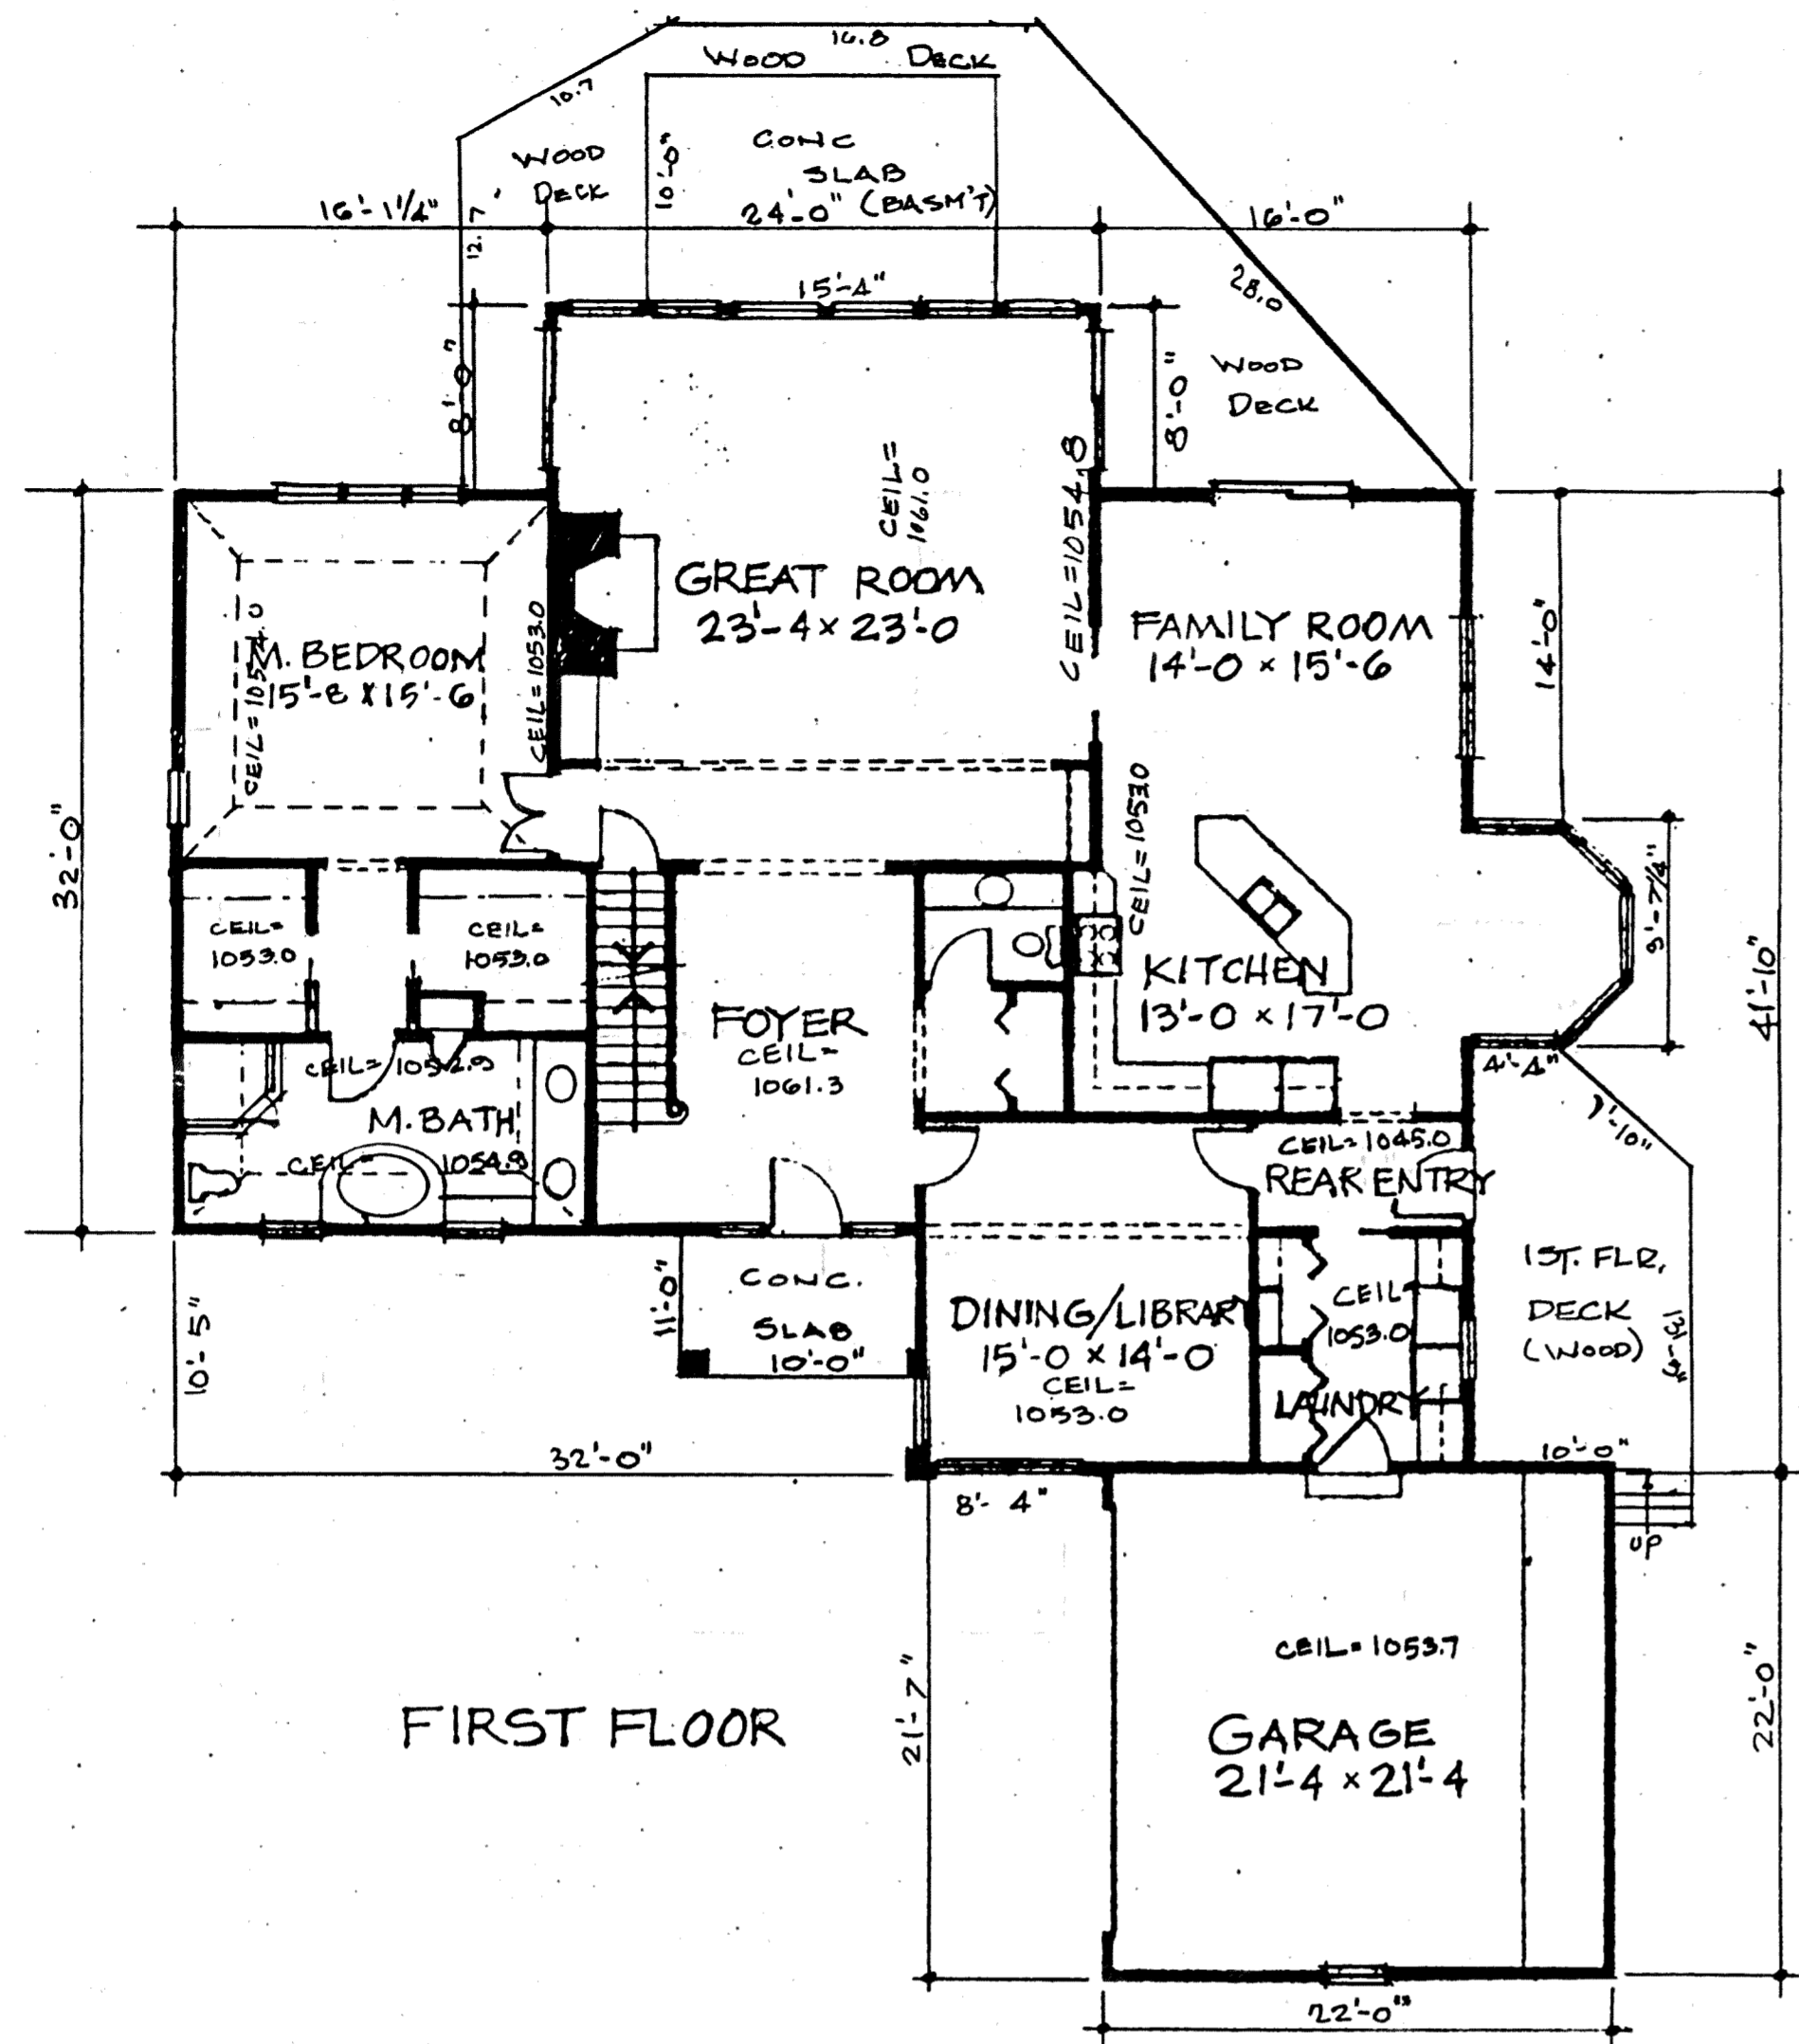 16.8
WOOD DECK
10.7
CONC
SLAB
24'-0" (BASM'T)
10'-0"
WOOD
DECK
12.7'
16'-1 1/4"
16'-0"
15'-4"
28.0
8'-0"
8'-0"
WOOD
DECK
CEIL=
1061.0
CEIL=1054.8
GREAT ROOM
23'-4 x 23'-0
FAMILY ROOM
14'-0 x 15'-6
14'-0"
M. BEDROOM
15'-8 x 15'-6
CEIL=1054.0
CEIL=1053.0
32'-0"
CEIL=1053.0
CEIL=
1053.0
CEIL=
1053.0
KITCHEN
13'-0 x 17'-0
9'-7 1/4"
41'-10"
FOYER
CEIL=
1061.3
4'-4"
7'-10"
CEIL= 1052.9
M. BATH
CEIL= 1054.9
CEIL=1045.0
REAR ENTRY
CONC.
SLAB
10'-0"
11'-0"
10'-5"
DINING/LIBRARY
15'-0 x 14'-0
CEIL=
1053.0
CEIL=
1053.0
LAUNDRY
1ST. FLR.
DECK
(WOOD)
10'-0"
32'-0"
8'-4"
UP
CEIL=1053.7
GARAGE
21'-4 x 21'-4
21'-7"
22'-0"
FIRST FLOOR
22'-0"